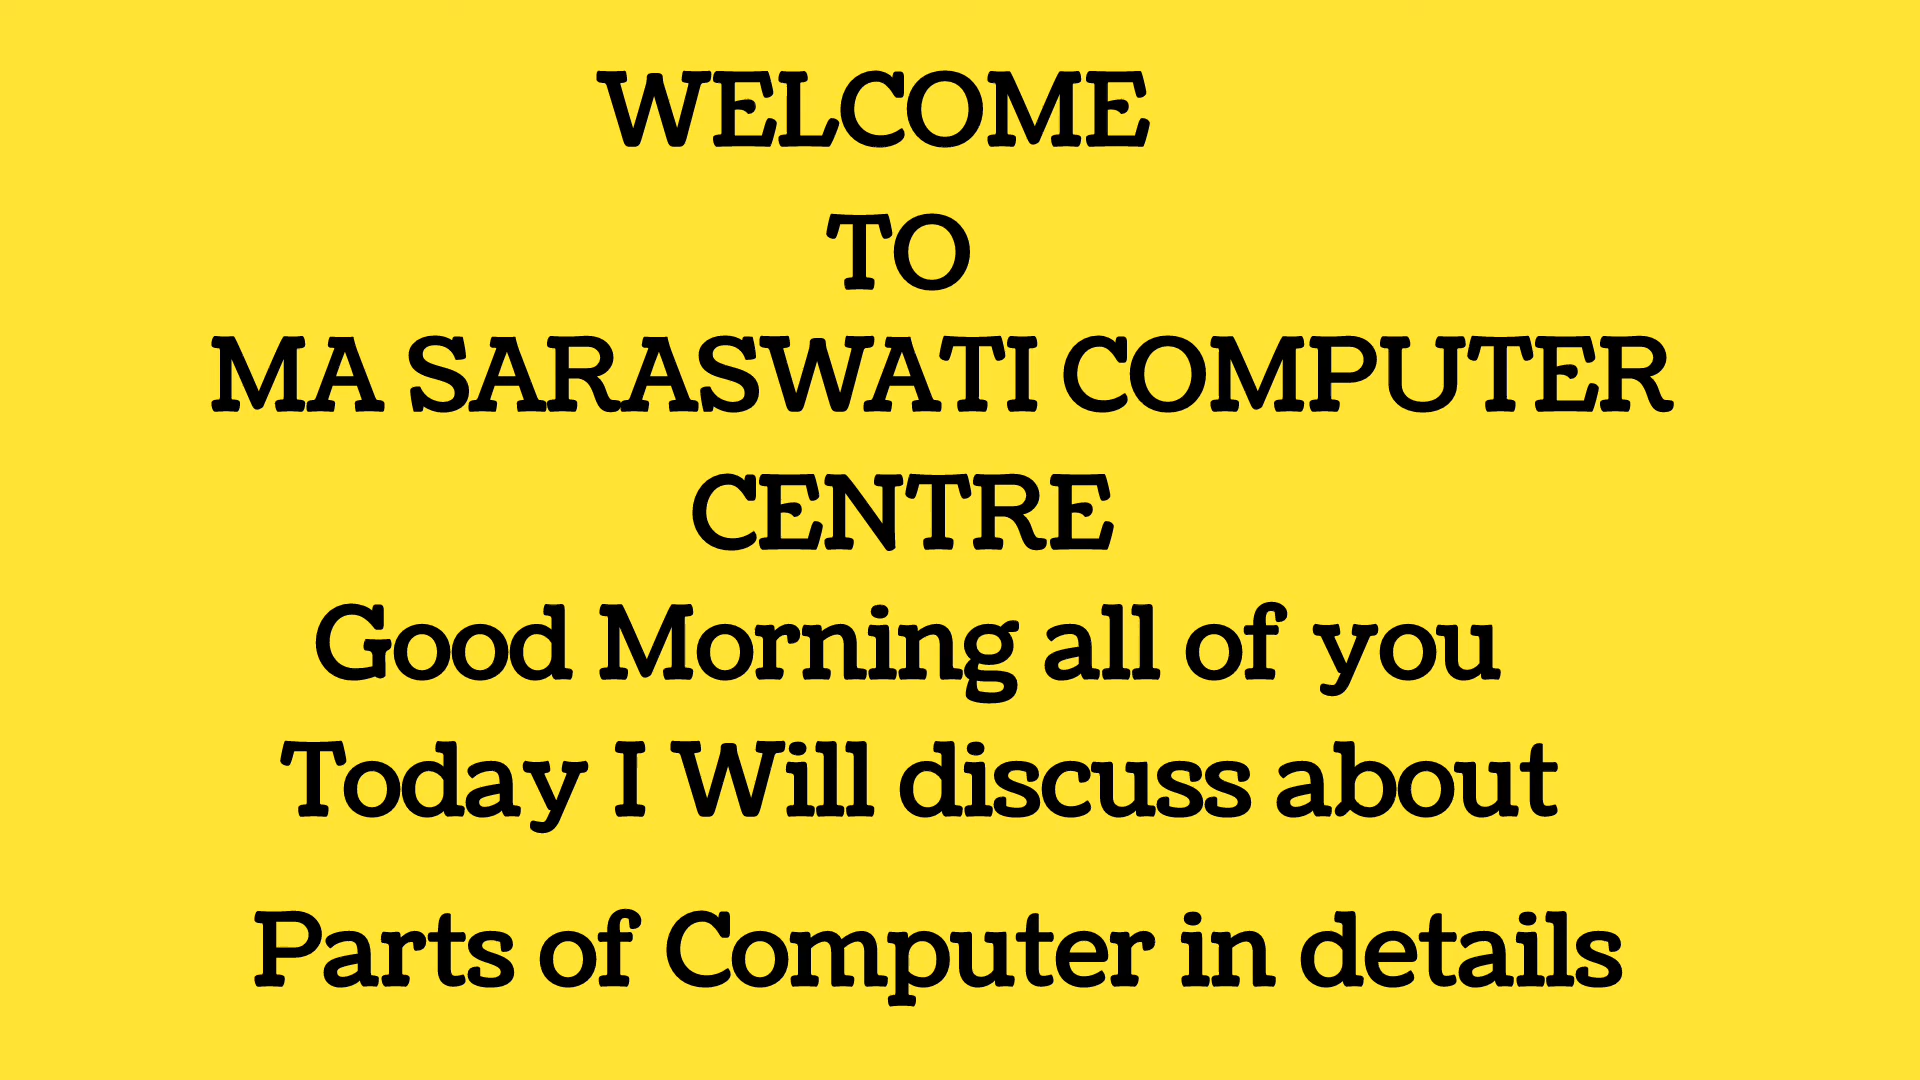 WELCOME
TO
MA SARASWATI COMPUTER
CENTRE
Good Morning all of you
Today I Will discuss about
Parts of Computer in details